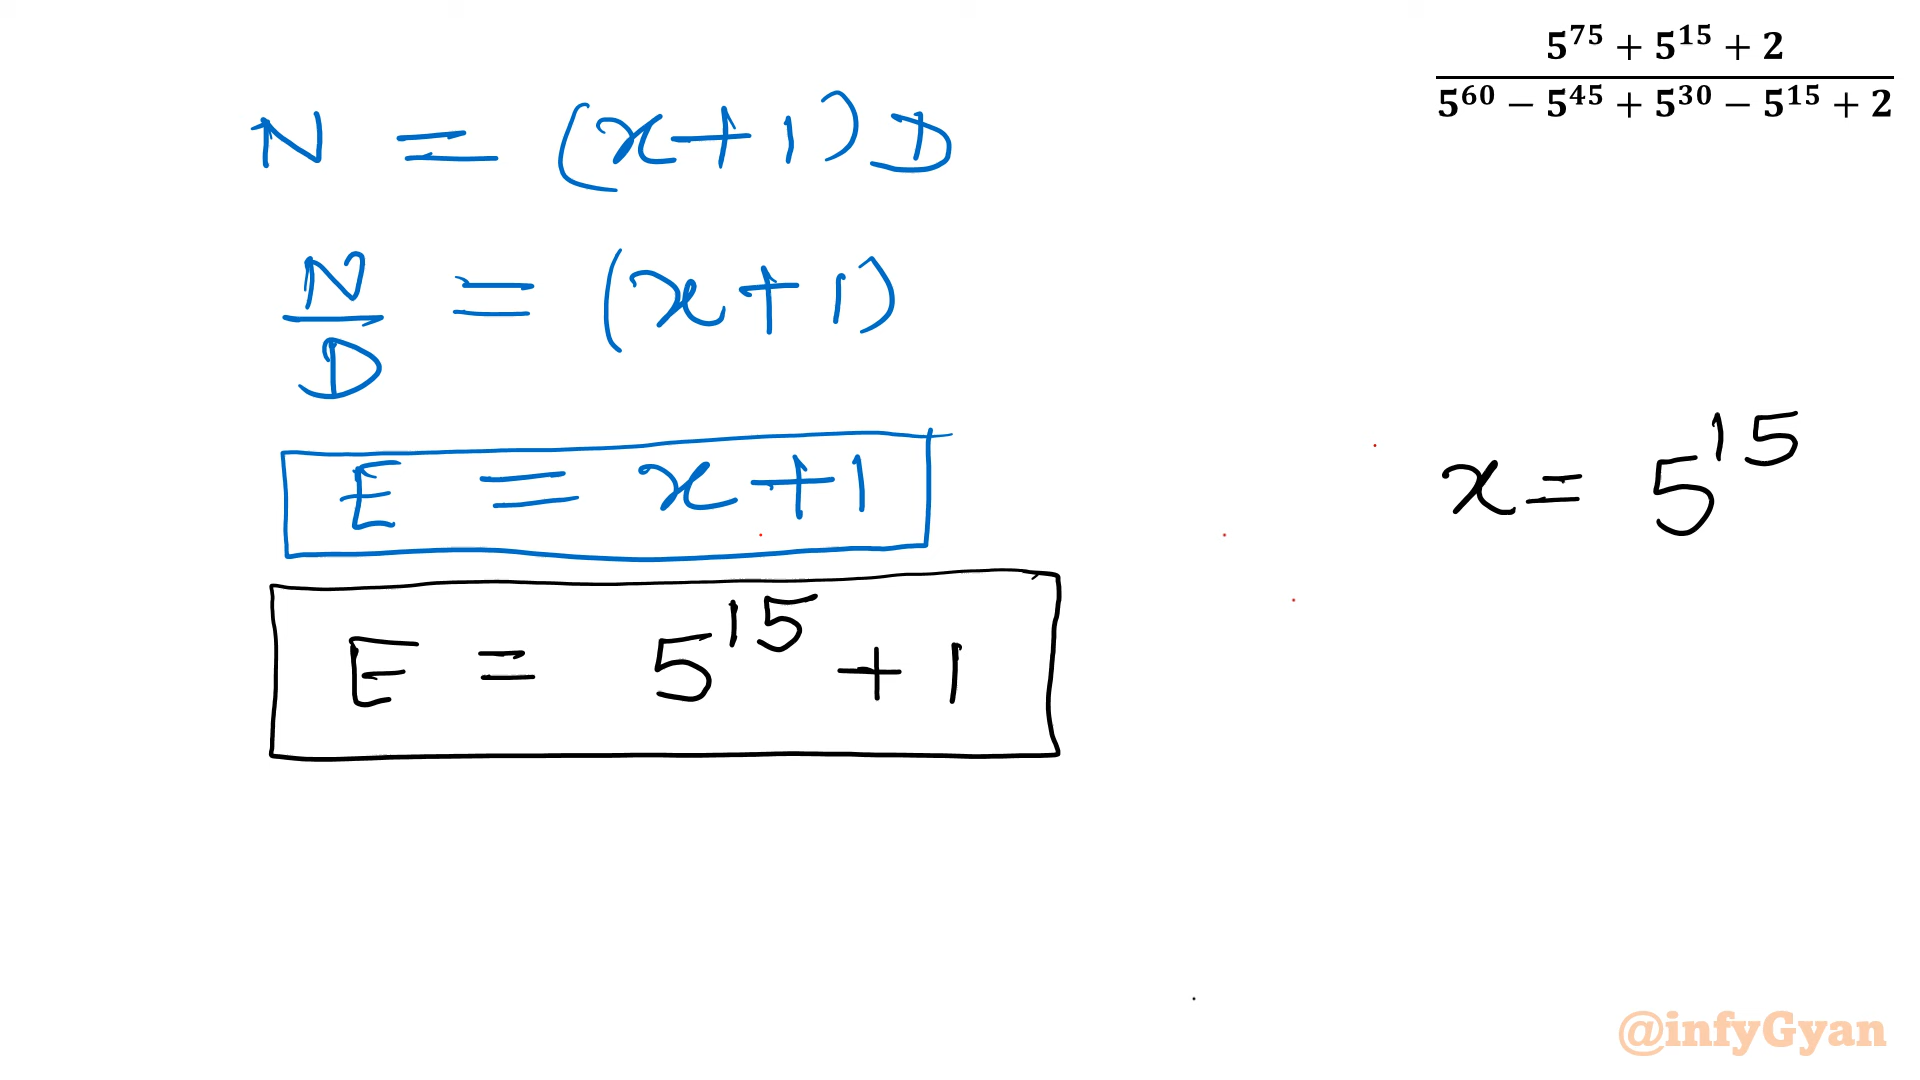 5^75 + 5^15 + 2
5^60 − 5^45 + 5^30 − 5^15 + 2
N = (x+1) D
N/D = (x+1)
E = x+1
x = 5^15
E = 5^15 + 1
@infyGyan